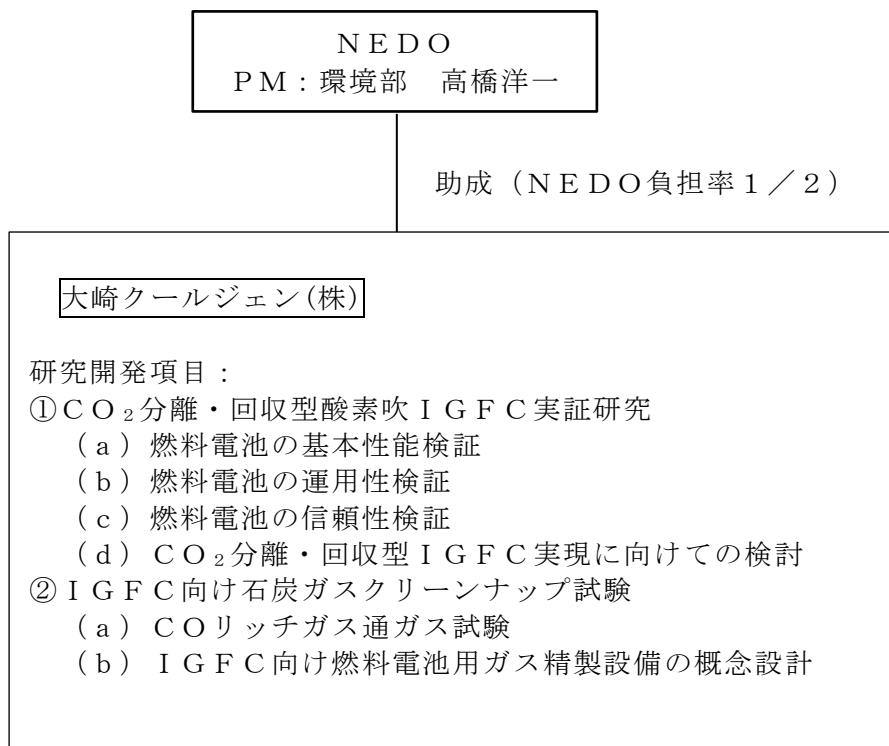 ＮＥＤＯ
ＰＭ：環境部　高橋洋一
助成（ＮＥＤＯ負担率１／２）
大崎クールジェン(株)
研究開発項目：
①ＣＯ₂分離・回収型酸素吹ＩＧＦＣ実証研究
（ａ）燃料電池の基本性能検証
（ｂ）燃料電池の運用性検証
（ｃ）燃料電池の信頼性検証
（ｄ）ＣＯ₂分離・回収型ＩＧＦＣ実現に向けての検討
②ＩＧＦＣ向け石炭ガスクリーンナップ試験
（ａ）ＣＯリッチガス通ガス試験
（ｂ）ＩＧＦＣ向け燃料電池用ガス精製設備の概念設計